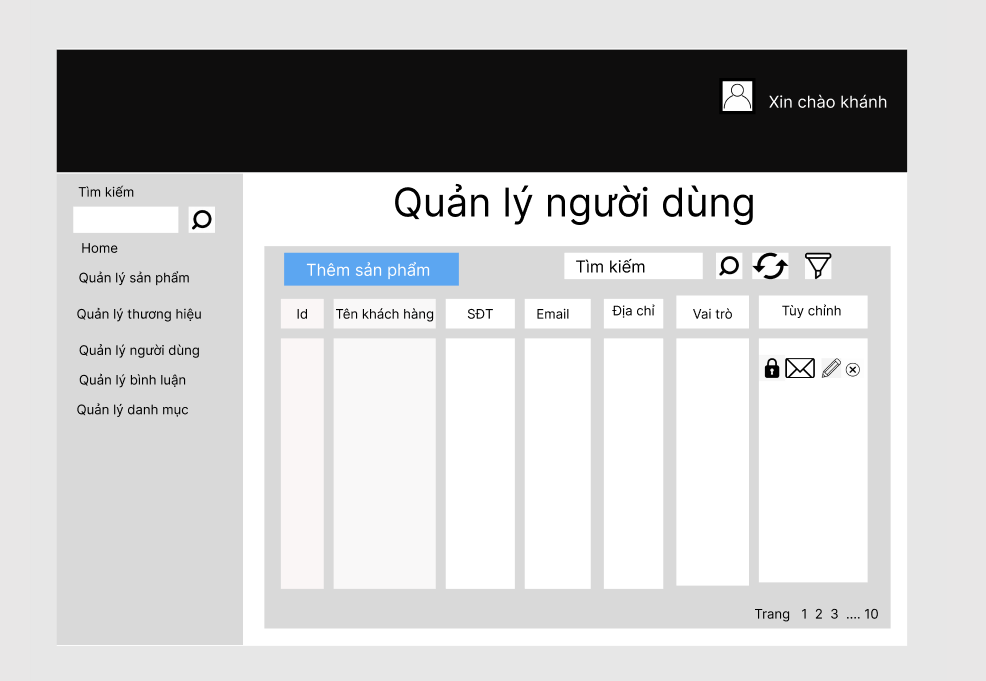 Xin chào khánh
Tìm kiếm
Home
Quản lý sản phẩm
Quản lý thương hiệu
Quản lý người dùng
Quản lý bình luận
Quản lý danh mục
Quản lý người dùng
Thêm sản phẩm
Tìm kiếm
Id Tên khách hàng SĐT Email Địa chỉ Vai trò Tùy chỉnh
Trang 1 2 3 .... 10